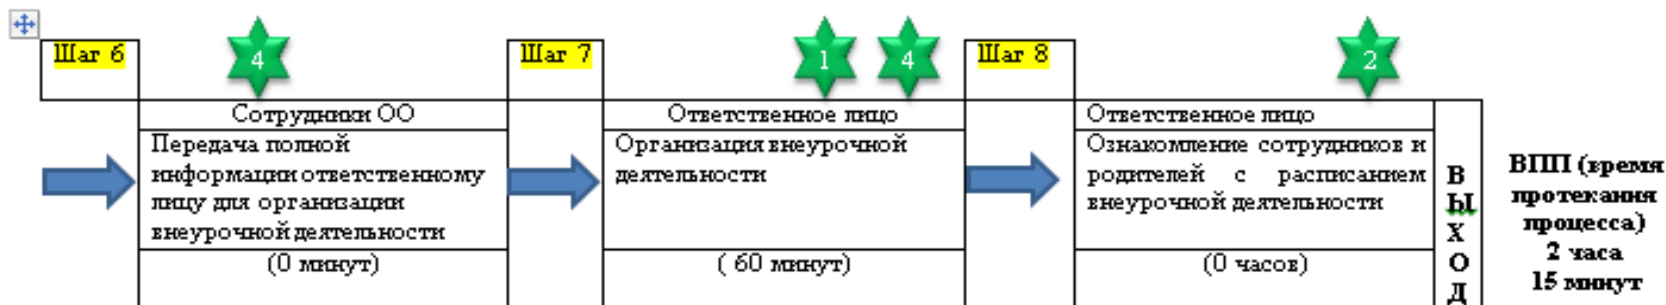 Шаг 6
4
Шаг 7
1
4
Шаг 8
2
Сотрудники ОО
Ответственное лицо
Ответственное лицо
Передача полной
информации ответственному
лицу для организации
внеурочной деятельности
Организация внеурочной
деятельности
Ознакомление сотрудников и
родителей с расписанием
внеурочной деятельности
(0 минут)
( 60 минут)
(0 часов)
В
Ы
Х
О
Д
ВПП (время
протекания
процесса)
2 часа
15 минут